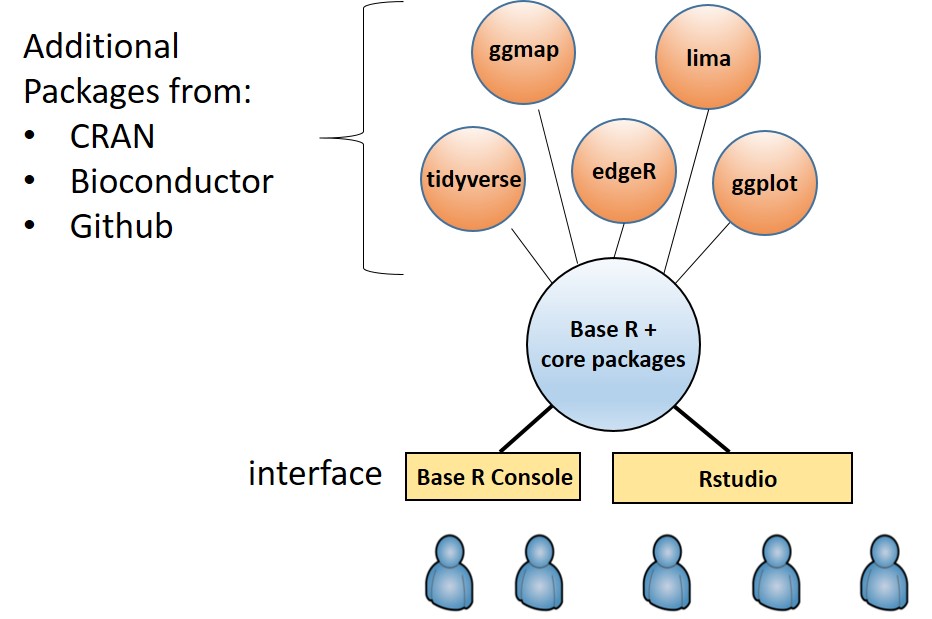 Additional
Packages from:
• CRAN
• Bioconductor
• Github
ggmap
lima
tidyverse
edgeR
ggplot
Base R +
core packages
interface
Base R Console
Rstudio